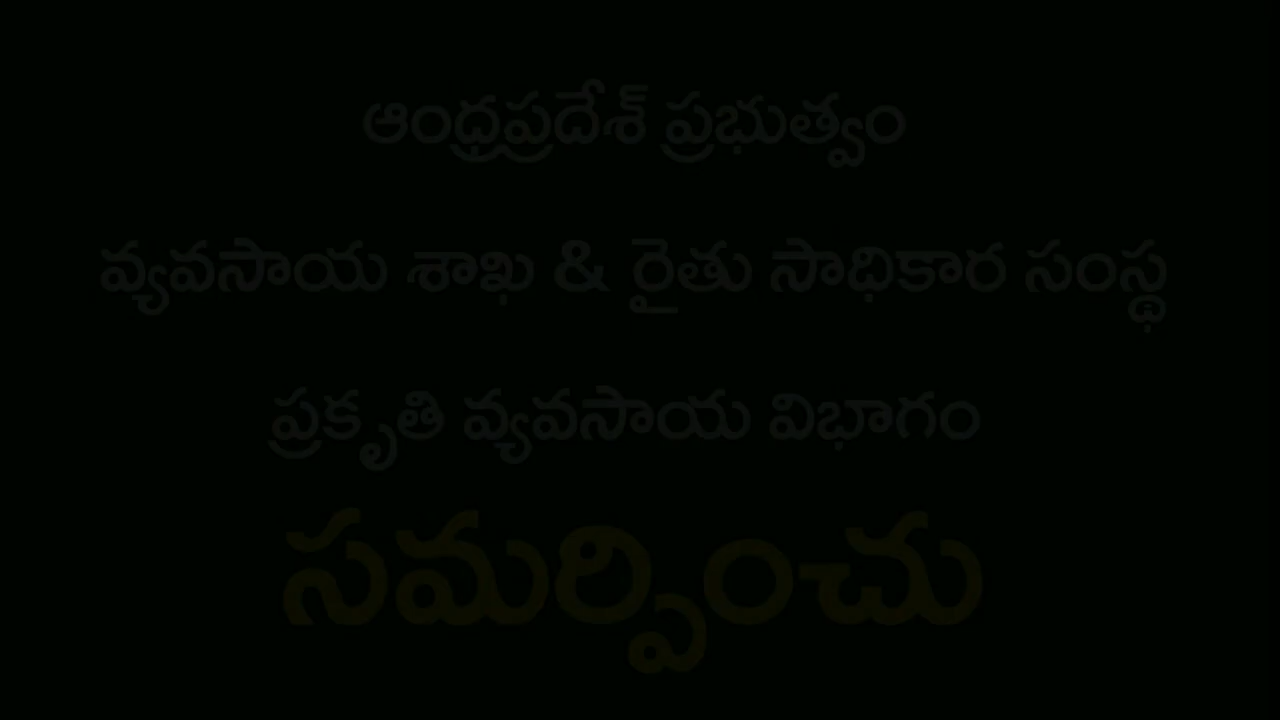 ఆంధ్రప్రదేశ్ ప్రభుత్వం
వ్యవసాయ శాఖ & రైతు సాధికార సంస్థ
ప్రకృతి వ్యవసాయ విభాగం
సమర్పించు